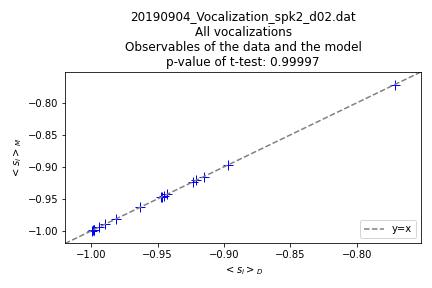 20190904_Vocalization_spk2_d02.dat
All vocalizations
Observables of the data and the model
p-value of t-test: 0.99997
< s_i >_M
−0.80
−0.85
−0.90
−0.95
−1.00
y=x
−1.00
−0.95
−0.90
−0.85
−0.80
< s_i >_D